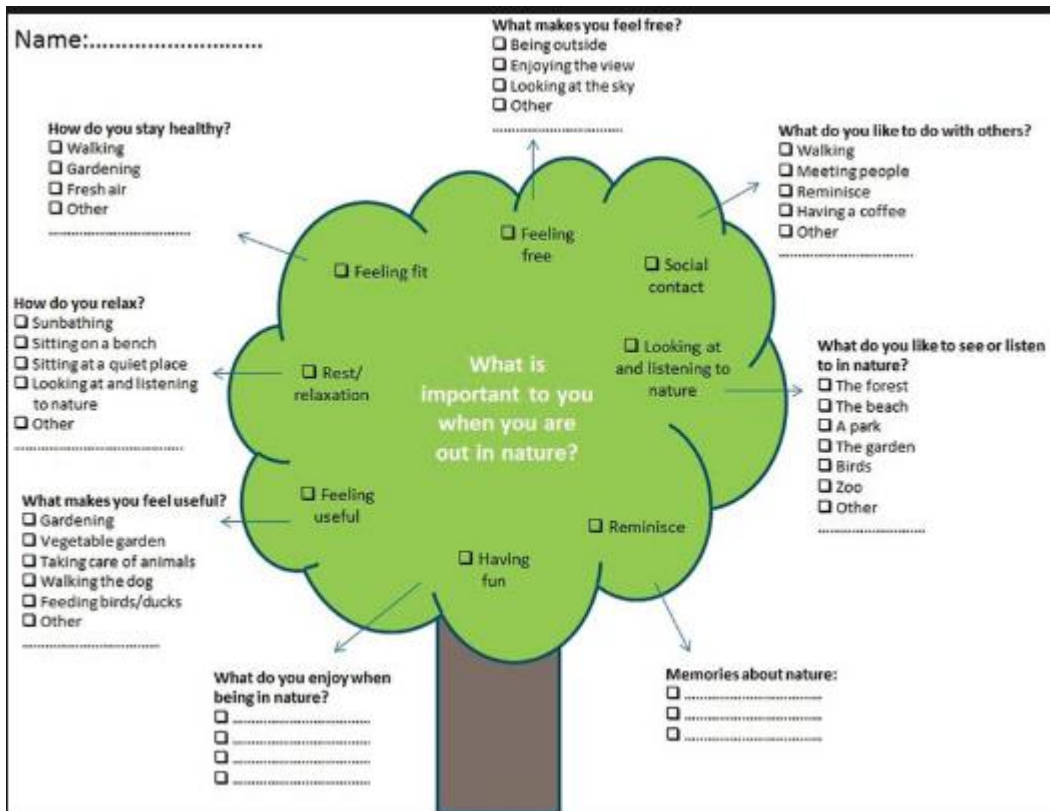 Name:...........................
What makes you feel free?
❑ Being outside
❑ Enjoying the view
❑ Looking at the sky
❑ Other
..............................
How do you stay healthy?
❑ Walking
❑ Gardening
❑ Fresh air
❑ Other
................................
What do you like to do with others?
❑ Walking
❑ Meeting people
❑ Reminisce
❑ Having a coffee
❑ Other
...............................
❑ Feeling
free
❑ Feeling fit
❑ Social
contact
How do you relax?
❑ Sunbathing
❑ Sitting on a bench
❑ Sitting at a quiet place
❑ Looking at and listening
to nature
❑ Other
.......................................
❑ Rest/
relaxation
What is
important to you
when you are
out in nature?
❑ Looking at
and listening to
nature
What do you like to see or listen
to in nature?
❑ The forest
❑ The beach
❑ A park
❑ The garden
❑ Birds
❑ Zoo
❑ Other
.........................
What makes you feel useful?
❑ Gardening
❑ Vegetable garden
❑ Taking care of animals
❑ Walking the dog
❑ Feeding birds/ducks
❑ Other
................................
❑ Feeling
useful
❑ Reminisce
❑ Having
fun
What do you enjoy when
being in nature?
❑ ................................
❑ ................................
❑ ................................
❑ ................................
Memories about nature:
❑ ................................
❑ ................................
❑ ................................